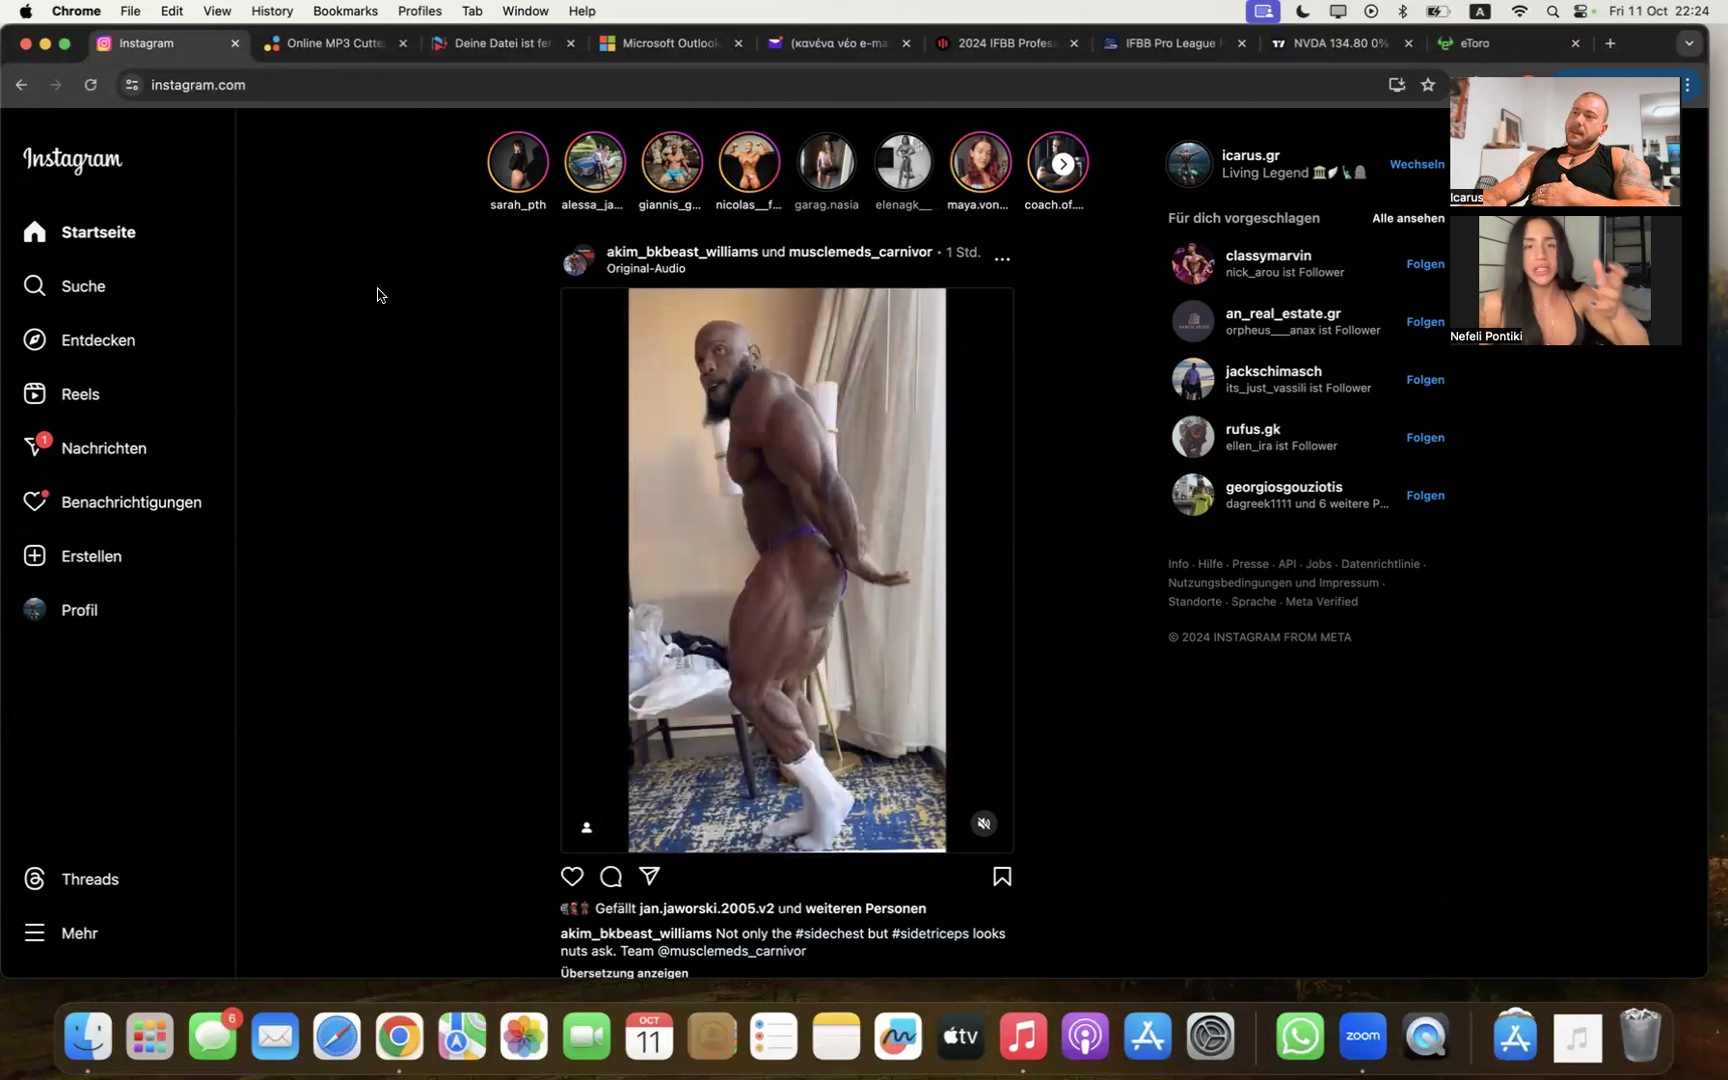 Chrome File Edit View History Bookmarks Profiles Tab Window Help
A Fri 11 Oct 22:24
Instagram
Online MP3 Cutte
Deine Datei ist fer
Microsoft Outlook
(κανένα νέο e-ma
2024 IFBB Profess
IFBB Pro League
NVDA 134.80 0%
eToro
instagram.com
Instagram
Startseite
Suche
Entdecken
Reels
1
Nachrichten
Benachrichtigungen
Erstellen
Profil
Threads
Mehr
sarah_pth
alessa_ja...
giannis_g...
nicolas__f...
garag.nasia
elenagk__
maya.von...
coach.of....
akim_bkbeast_williams und musclemeds_carnivor • 1 Std.
Original-Audio
Gefällt jan.jaworski.2005.v2 und weiteren Personen
akim_bkbeast_williams Not only the #sidechest but #sidetriceps looks
nuts ask. Team @musclemeds_carnivor
Übersetzung anzeigen
icarus.gr
Living Legend
Wechseln
Für dich vorgeschlagen
Alle ansehen
classymarvin
nick_arou ist Follower
Folgen
an_real_estate.gr
orpheus___anax ist Follower
Folgen
jackschimasch
its_just_vassili ist Follower
Folgen
rufus.gk
ellen_ira ist Follower
Folgen
georgiosgouziotis
dagreek1111 und 6 weitere P...
Folgen
Info · Hilfe · Presse · API · Jobs · Datenrichtlinie ·
Nutzungsbedingungen und Impressum ·
Standorte · Sprache · Meta Verified
© 2024 INSTAGRAM FROM META
Icarus
Nefeli Pontiki
6
OCT
11
tv
zoom